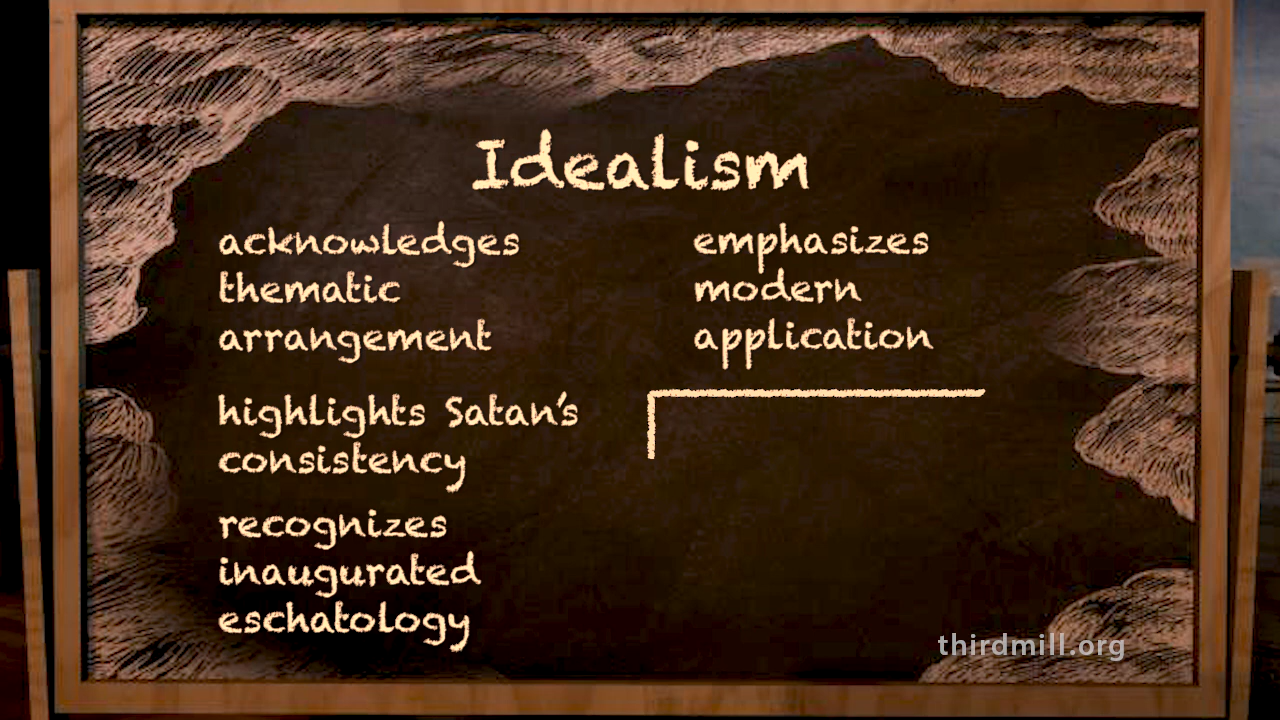 Idealism
acknowledges
thematic
arrangement
highlights Satan's
consistency
recognizes
inaugurated
eschatology
emphasizes
modern
application
thirdmill.org